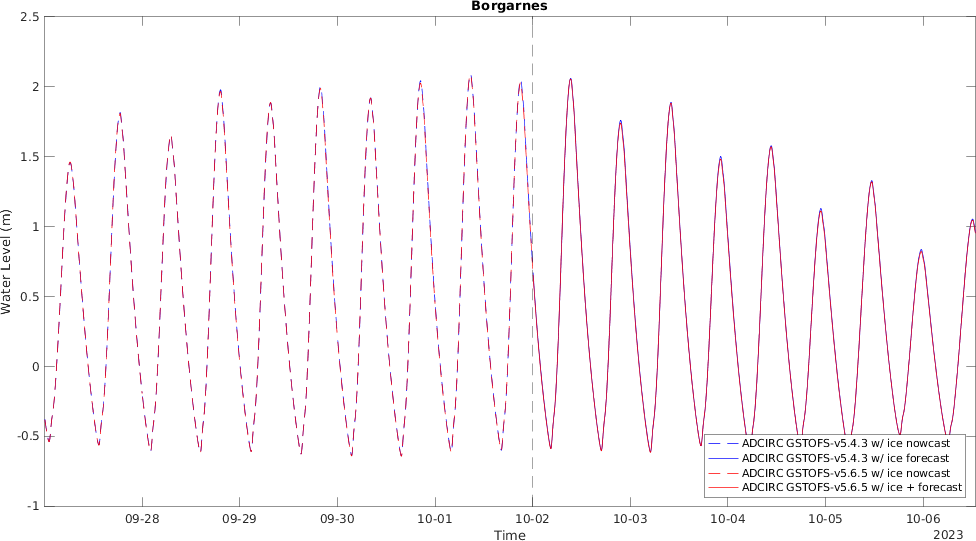 Borgarnes
2.5
2
1.5
1
0.5
0
-0.5
-1
Water Level (m)
09-28 09-29 09-30 10-01 10-02 10-03 10-04 10-05 10-06
Time
2023
ADCIRC GSTOFS-v5.4.3 w/ ice nowcast
ADCIRC GSTOFS-v5.4.3 w/ ice forecast
ADCIRC GSTOFS-v5.6.5 w/ ice nowcast
ADCIRC GSTOFS-v5.6.5 w/ ice + forecast